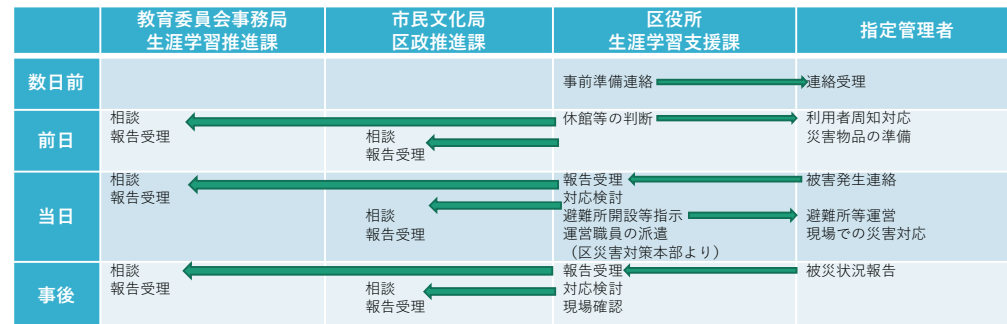 教育委員会事務局
生涯学習推進課
市民文化局
区政推進課
区役所
生涯学習支援課
指定管理者
数日前
事前準備連絡
連絡受理
前日
相談
報告受理
相談
報告受理
休館等の判断
利用者周知対応
災害物品の準備
当日
相談
報告受理
相談
報告受理
報告受理
対応検討
避難所開設等指示
運営職員の派遣
（区災害対策本部より）
被害発生連絡
避難所等運営
現場での災害対応
事後
相談
報告受理
相談
報告受理
報告受理
対応検討
現場確認
被災状況報告